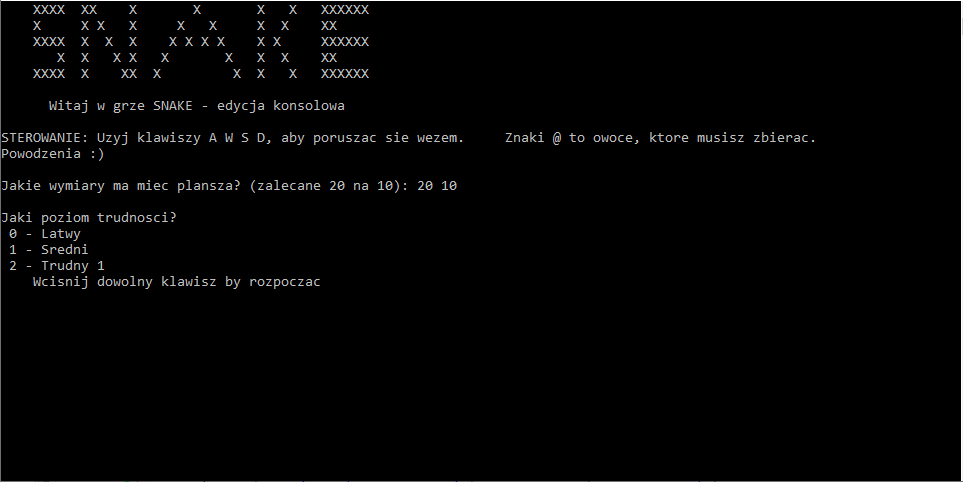 XXXX  XX    X       X       X   X   XXXXXX
X     X X   X     X   X     X  X    XX
XXXX  X  X  X    X X X X    X X     XXXXXX
   X  X   X X   X       X   X  X    XX
XXXX  X    XX  X         X  X   X   XXXXXX
Witaj w grze SNAKE - edycja konsolowa
STEROWANIE: Uzyj klawiszy A W S D, aby poruszac sie wezem.     Znaki @ to owoce, ktore musisz zbierac.
Powodzenia :)
Jakie wymiary ma miec plansza? (zalecane 20 na 10): 20 10
Jaki poziom trudnosci?
0 - Latwy
1 - Sredni
2 - Trudny 1
Wcisnij dowolny klawisz by rozpoczac